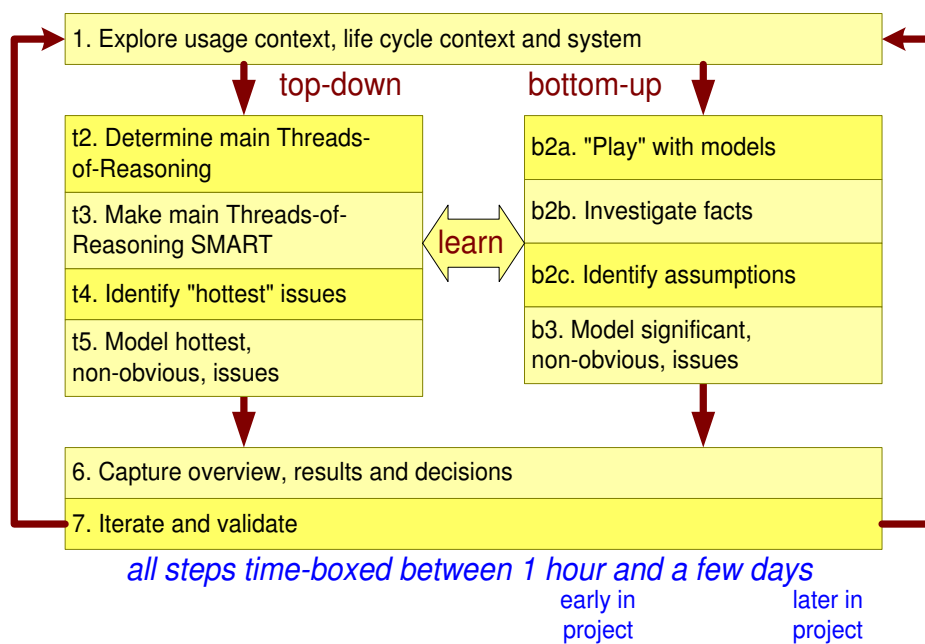 1. Explore usage context, life cycle context and system
top-down
bottom-up
t2. Determine main Threads-
of-Reasoning
t3. Make main Threads-of-
Reasoning SMART
t4. Identify "hottest" issues
t5. Model hottest,
non-obvious, issues
learn
b2a. "Play" with models
b2b. Investigate facts
b2c. Identify assumptions
b3. Model significant,
non-obvious, issues
6. Capture overview, results and decisions
7. Iterate and validate
all steps time-boxed between 1 hour and a few days
early in
project
later in
project